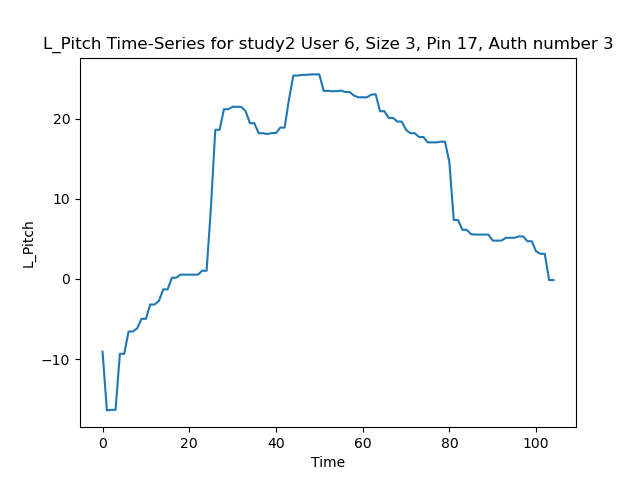 L_Pitch Time-Series for study2 User 6, Size 3, Pin 17, Auth number 3
20
10
0
−10
L_Pitch
0 20 40 60 80 100
Time